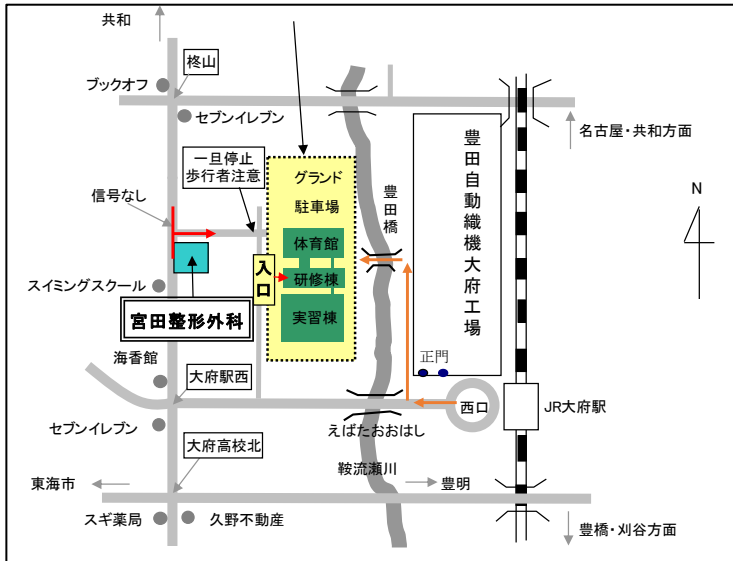 共和
柊山
ブックオフ
セブンイレブン
名古屋・共和方面
一旦停止
歩行者注意
グランド
駐車場
信号なし
豊田橋
豊田自動織機大府工場
N
体育館
入口
研修棟
スイミングスクール
実習棟
宮田整形外科
正門
海香館
大府駅西
西口
JR大府駅
えばたおおはし
セブンイレブン
大府高校北
鞍流瀬川
東海市
豊明
スギ薬局
久野不動産
豊橋・刈谷方面